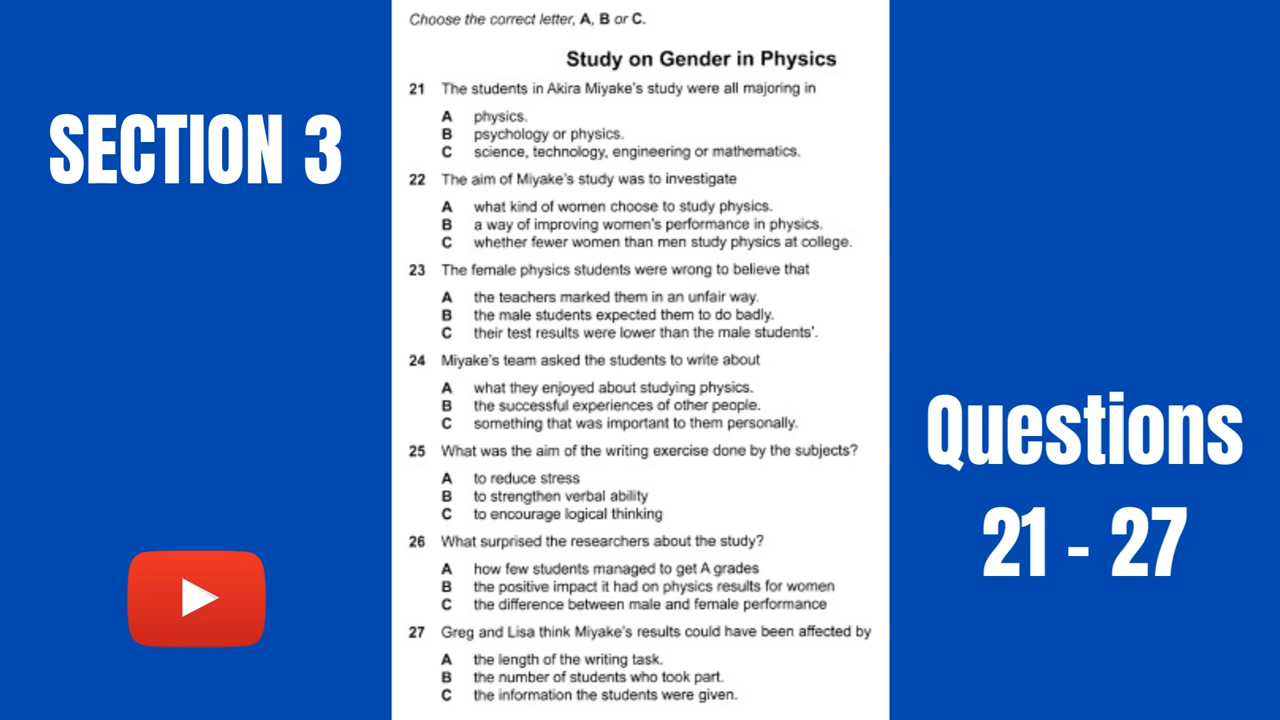 SECTION 3
Choose the correct letter, A, B or C.
Study on Gender in Physics
21 The students in Akira Miyake's study were all majoring in
A physics.
B psychology or physics.
C science, technology, engineering or mathematics.
22 The aim of Miyake's study was to investigate
A what kind of women choose to study physics.
B a way of improving women's performance in physics.
C whether fewer women than men study physics at college.
23 The female physics students were wrong to believe that
A the teachers marked them in an unfair way.
B the male students expected them to do badly.
C their test results were lower than the male students'.
24 Miyake's team asked the students to write about
A what they enjoyed about studying physics.
B the successful experiences of other people.
C something that was important to them personally.
25 What was the aim of the writing exercise done by the subjects?
A to reduce stress
B to strengthen verbal ability
C to encourage logical thinking
26 What surprised the researchers about the study?
A how few students managed to get A grades
B the positive impact it had on physics results for women
C the difference between male and female performance
27 Greg and Lisa think Miyake's results could have been affected by
A the length of the writing task.
B the number of students who took part.
C the information the students were given.
Questions
21 - 27